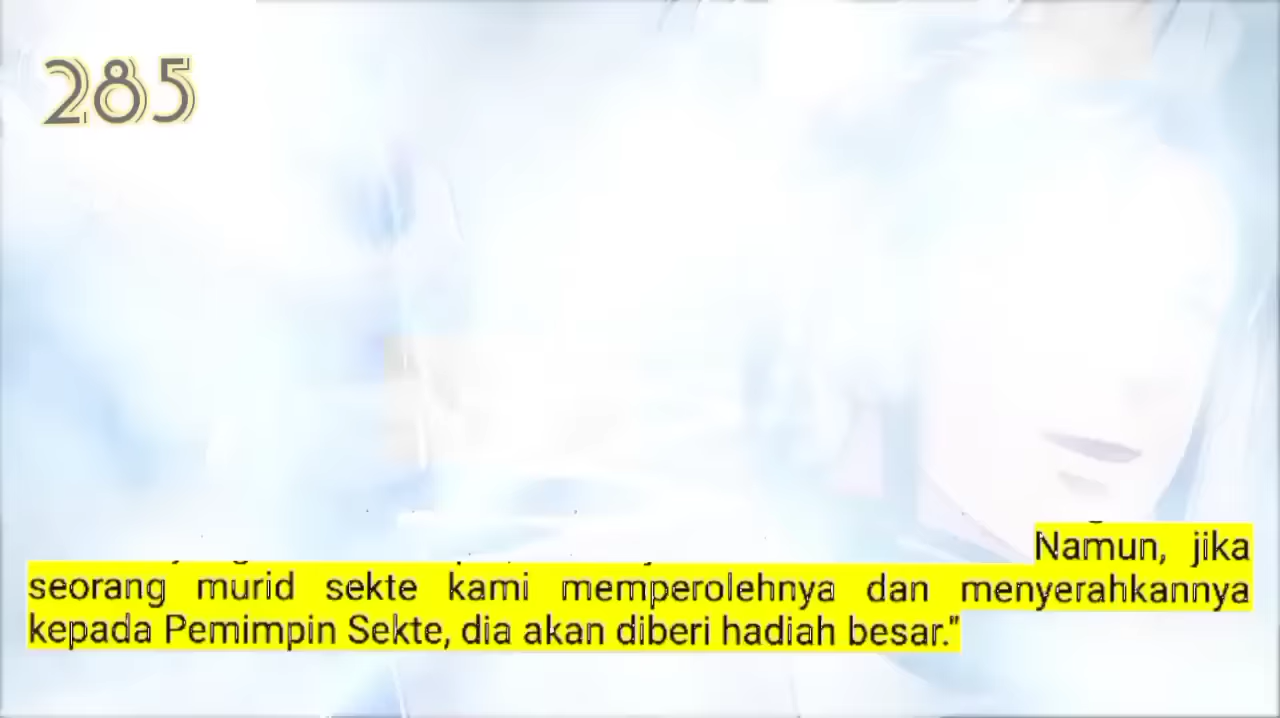 285
Namun, jika
seorang murid sekte kami memperolehnya dan menyerahkannya
kepada Pemimpin Sekte, dia akan diberi hadiah besar."